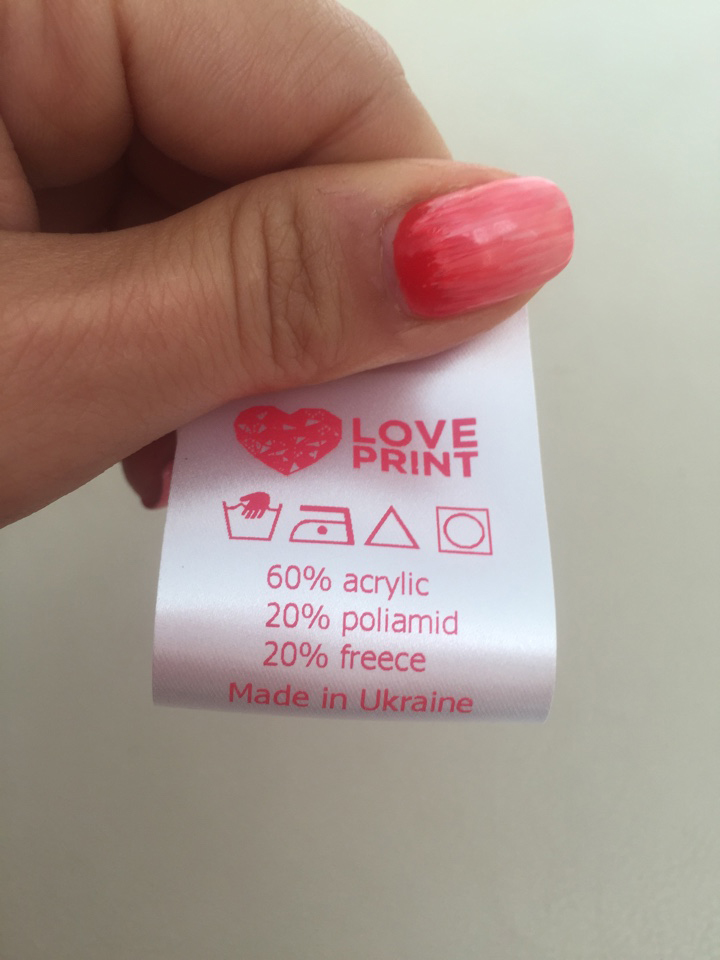 LOVE
PRINT
60% acrylic
20% poliamid
20% freece
Made in Ukraine